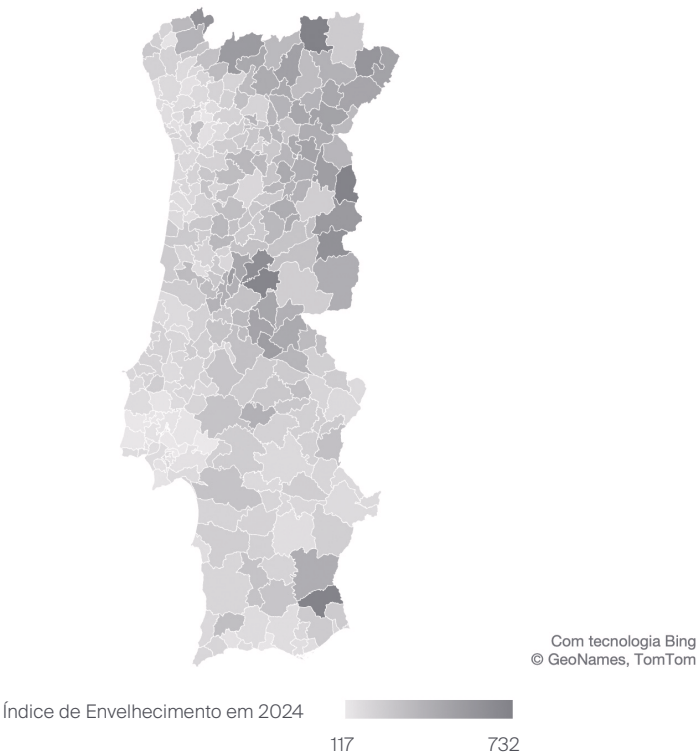 Com tecnologia Bing
© GeoNames, TomTom
Índice de Envelhecimento em 2024
117 732